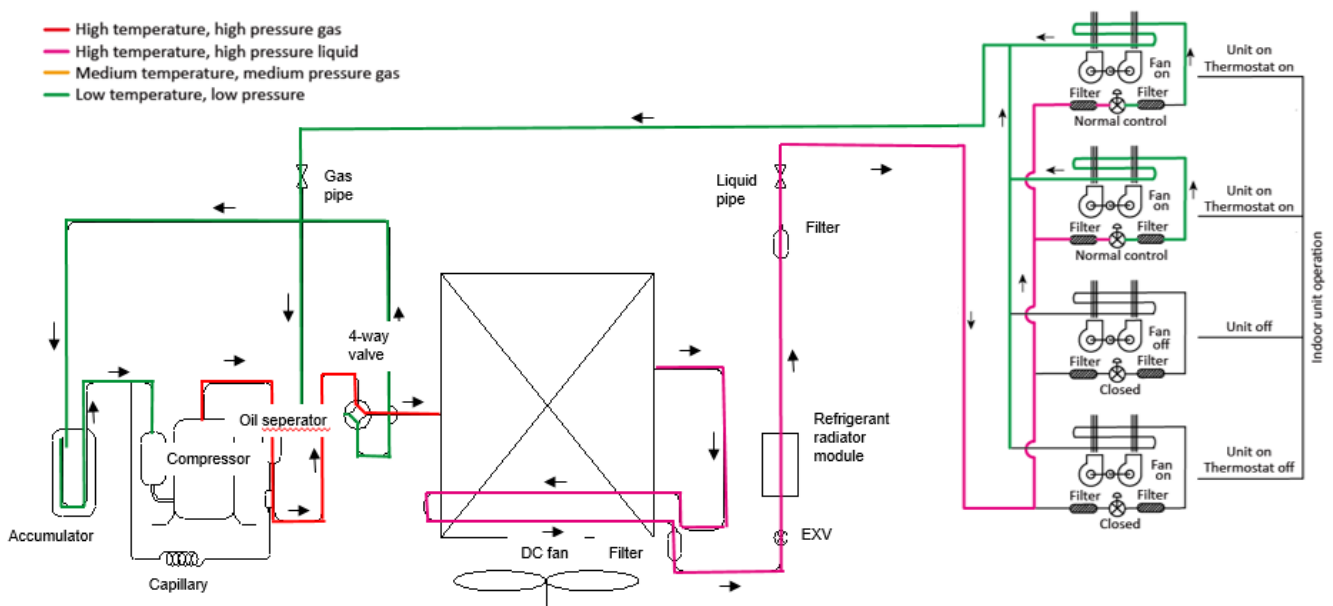 High temperature, high pressure gas
High temperature, high pressure liquid
Medium temperature, medium pressure gas
Low temperature, low pressure
Gas
pipe
Liquid
pipe
Filter
4-way
valve
Oil seperator
Compressor
Accumulator
Capillary
DC fan
Filter
EXV
Refrigerant
radiator
module
Fan
on
Filter
Filter
Normal control
Unit on
Thermostat on
Fan
on
Filter
Filter
Normal control
Unit on
Thermostat on
Fan
off
Filter
Filter
Closed
Unit off
Fan
on
Filter
Filter
Closed
Unit on
Thermostat off
Indoor unit operation